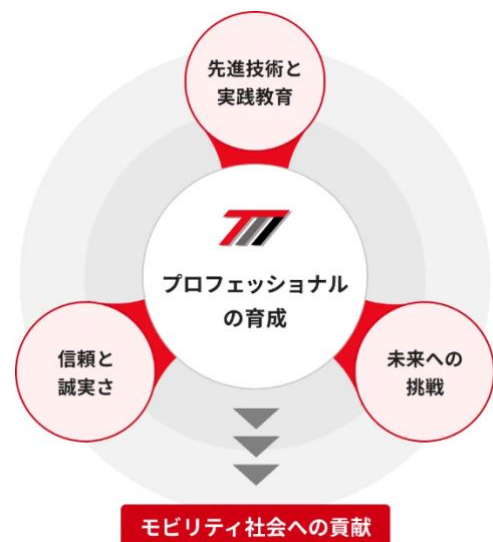 先進技術と
実践教育
プロフェッショナル
の育成
信頼と
誠実さ
未来への
挑戦
モビリティ社会への貢献